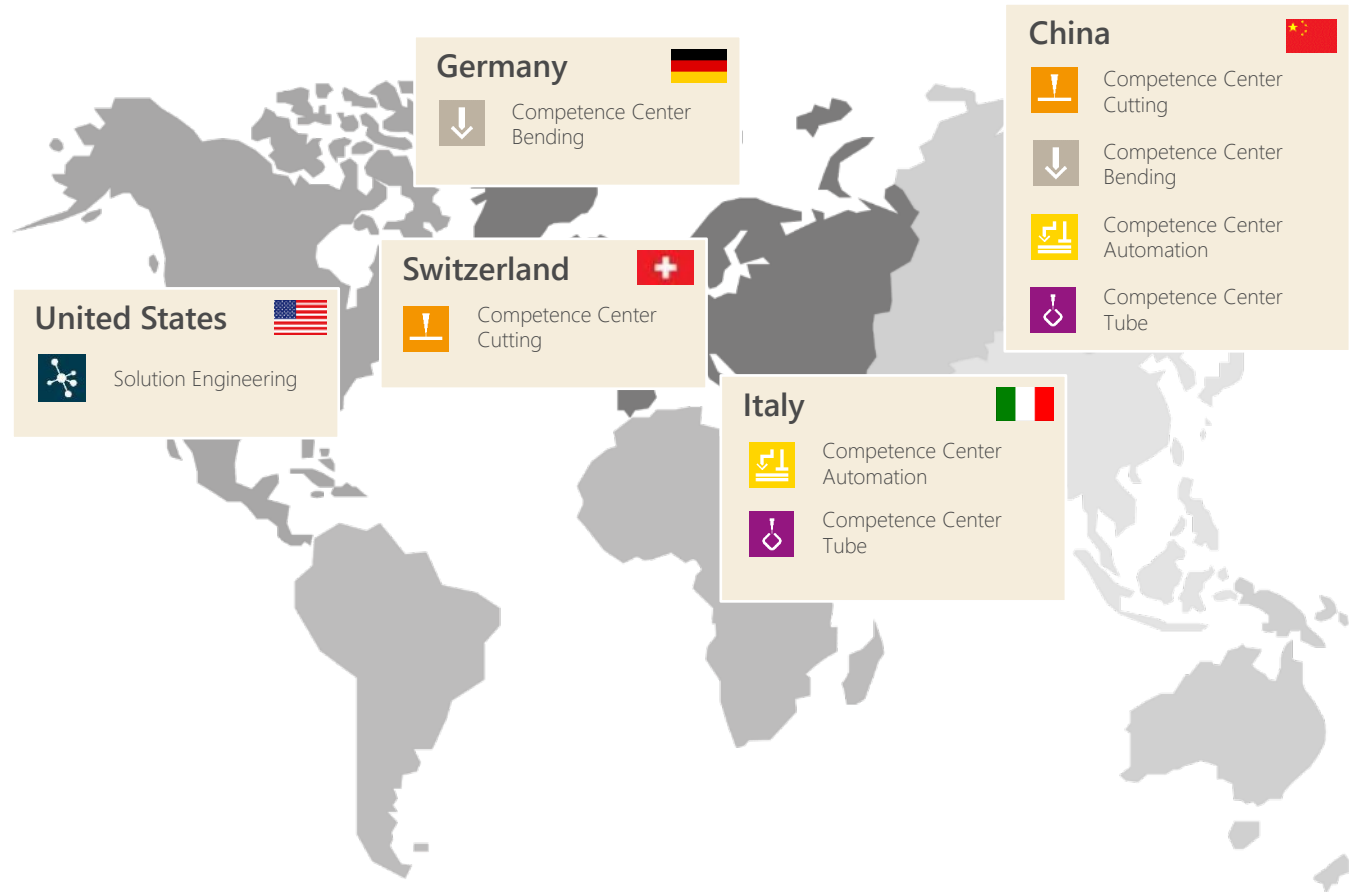 Germany
Competence Center
Bending
China
Competence Center
Cutting
Competence Center
Bending
Competence Center
Automation
Competence Center
Tube
Switzerland
Competence Center
Cutting
United States
Solution Engineering
Italy
Competence Center
Automation
Competence Center
Tube